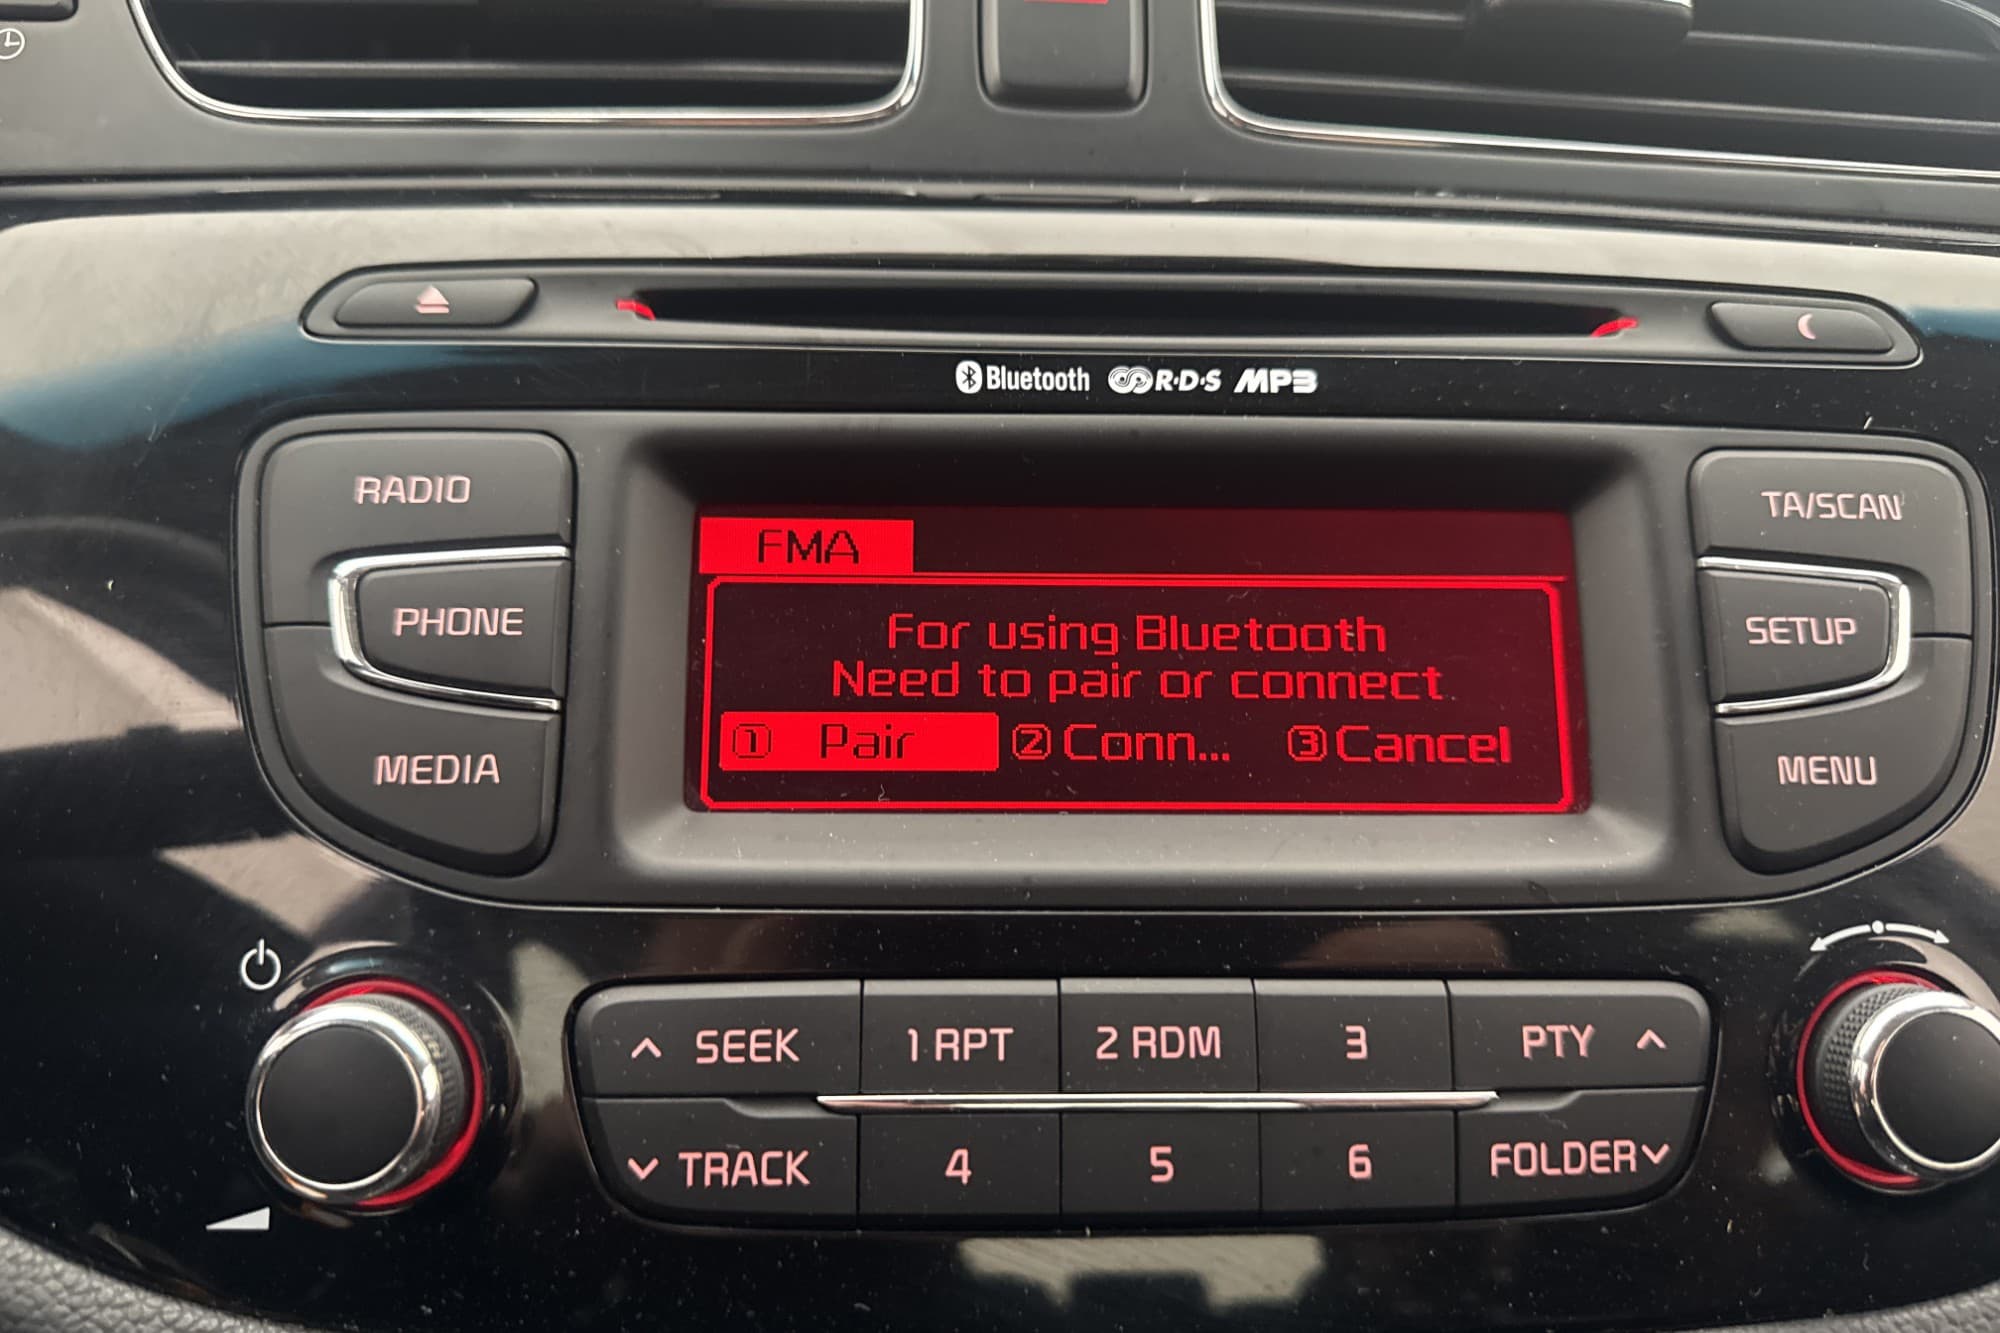 Bluetooth R·D·S MP3
RADIO
PHONE
MEDIA
FMA
For using Bluetooth
Need to pair or connect
① Pair ② Conn... ③ Cancel
TA/SCAN
SETUP
MENU
SEEK 1 RPT 2 RDM 3 PTY
TRACK 4 5 6 FOLDER